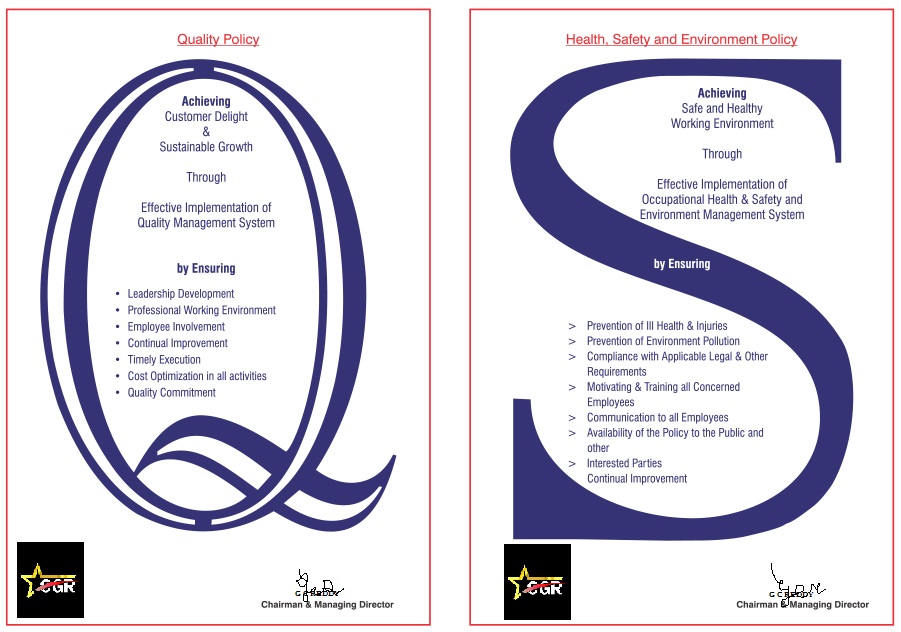 Quality Policy
Achieving
Customer Delight
&
Sustainable Growth
Through
Effective Implementation of
Quality Management System
by Ensuring
• Leadership Development
• Professional Working Environment
• Employee Involvement
• Continual Improvement
• Timely Execution
• Cost Optimization in all activities
• Quality Commitment
CGR
G C REDDY
Chairman & Managing Director
Health, Safety and Environment Policy
Achieving
Safe and Healthy
Working Environment
Through
Effective Implementation of
Occupational Health & Safety and
Environment Management System
by Ensuring
> Prevention of Ill Health & Injuries
> Prevention of Environment Pollution
> Compliance with Applicable Legal & Other
Requirements
> Motivating & Training all Concerned
Employees
> Communication to all Employees
> Availability of the Policy to the Public and
other
> Interested Parties
Continual Improvement
CGR
G C REDDY
Chairman & Managing Director